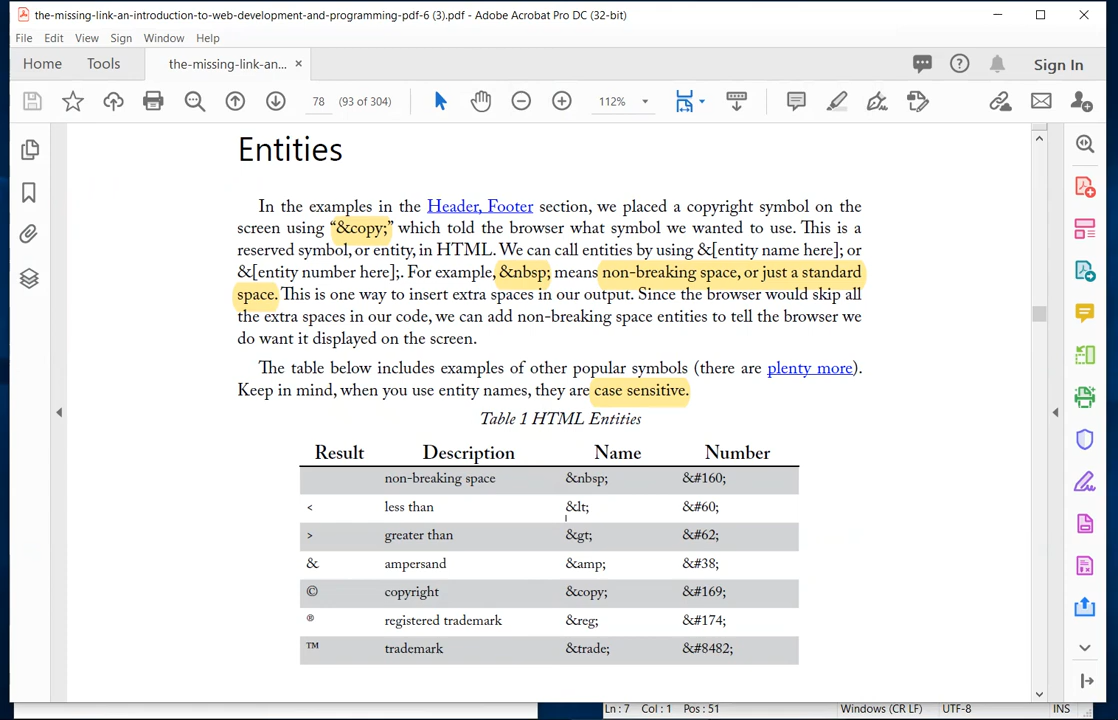 the-missing-link-an-introduction-to-web-development-and-programming-pdf-6 (3).pdf - Adobe Acrobat Pro DC (32-bit)
File Edit View Sign Window Help
Home Tools the-missing-link-an... × Sign In
78 (93 of 304) 112%
Entities
In the examples in the Header, Footer section, we placed a copyright symbol on the
screen using “&copy;” which told the browser what symbol we wanted to use. This is a
reserved symbol, or entity, in HTML. We can call entities by using &[entity name here]; or
&[entity number here];. For example, &nbsp; means non-breaking space, or just a standard
space. This is one way to insert extra spaces in our output. Since the browser would skip all
the extra spaces in our code, we can add non-breaking space entities to tell the browser we
do want it displayed on the screen.
The table below includes examples of other popular symbols (there are plenty more).
Keep in mind, when you use entity names, they are case sensitive.
Table 1 HTML Entities
Result Description Name Number
non-breaking space &nbsp; &#160;
< less than &lt; &#60;
> greater than &gt; &#62;
& ampersand &amp; &#38;
© copyright &copy; &#169;
® registered trademark &reg; &#174;
™ trademark &trade; &#8482;
Ln : 7 Col : 1 Pos : 51 Windows (CR LF) UTF-8 INS